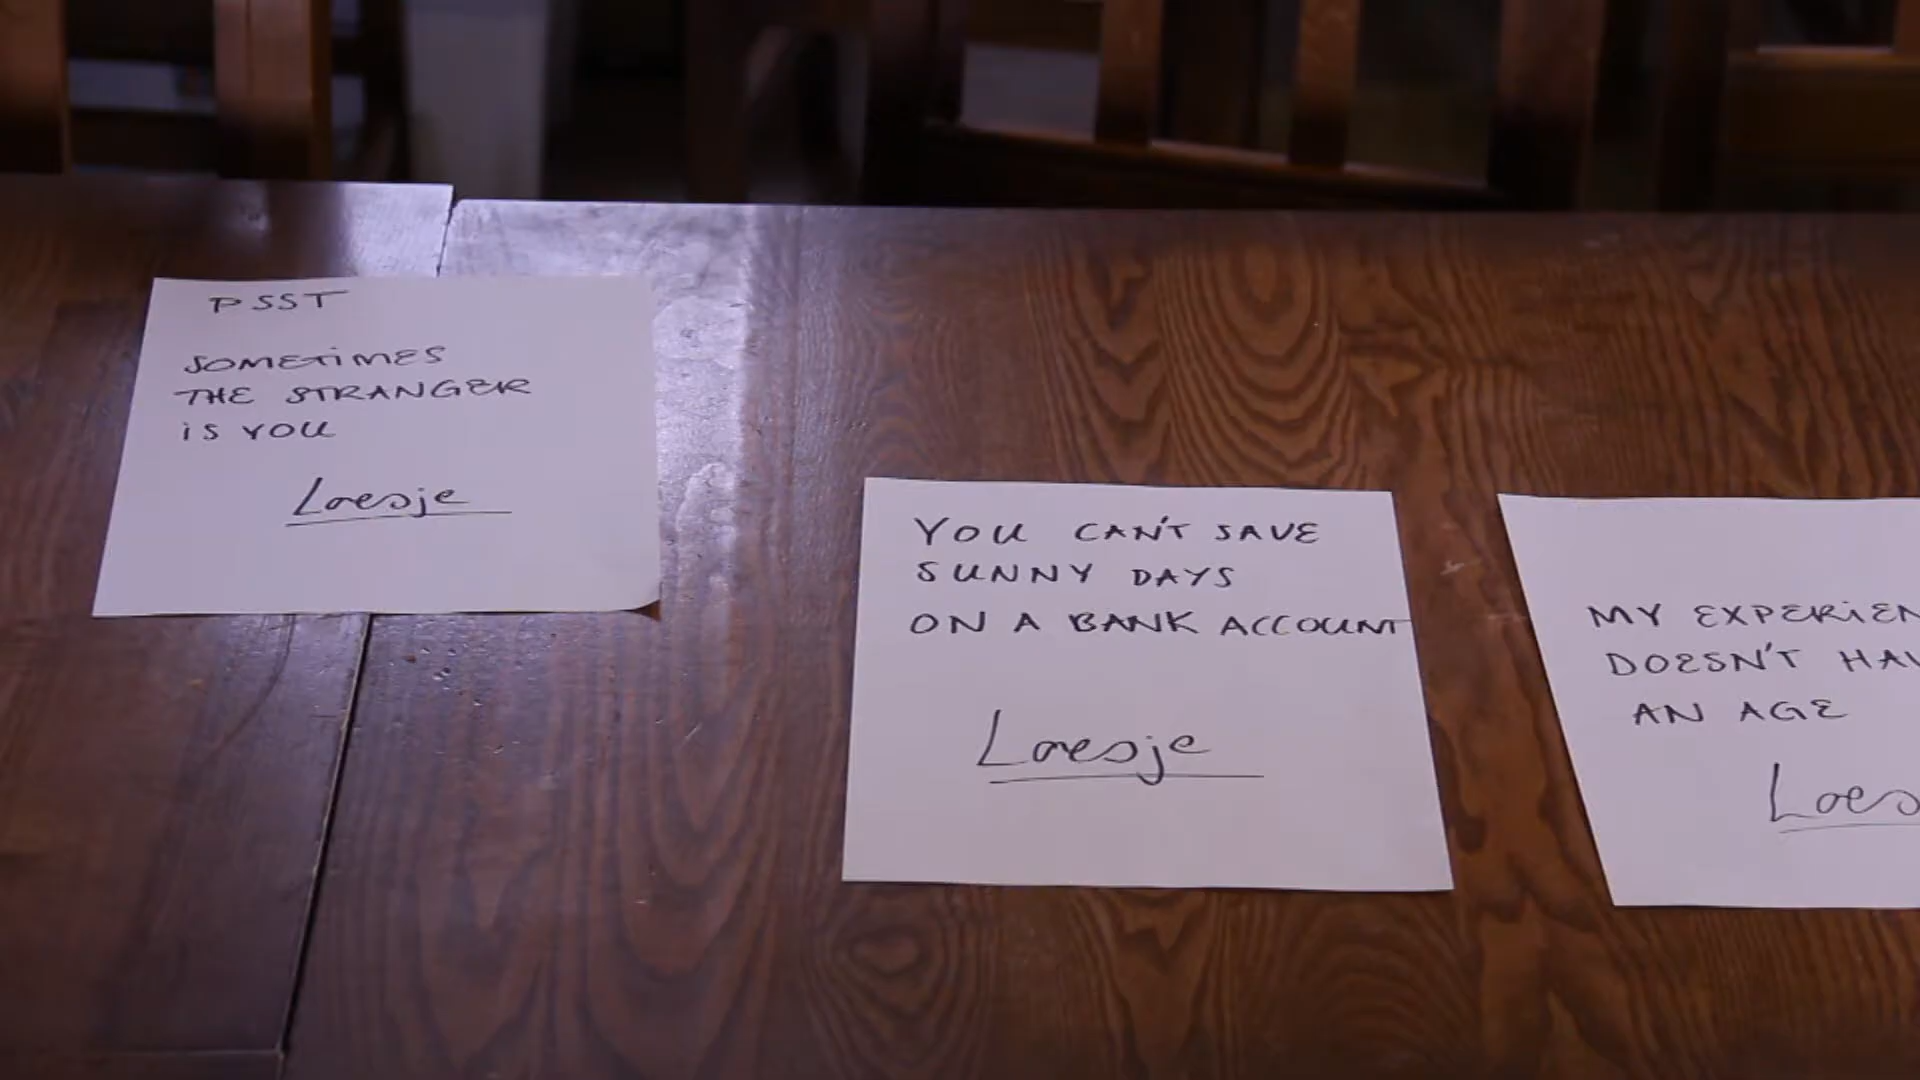 PSST
SOMETIMES
THE STRANGER
IS YOU
Loesje
YOU CAN'T SAVE
SUNNY DAYS
ON A BANK ACCOUNT
Loesje
MY EXPERIEN
DOESN'T HAV
AN AGE
Loes